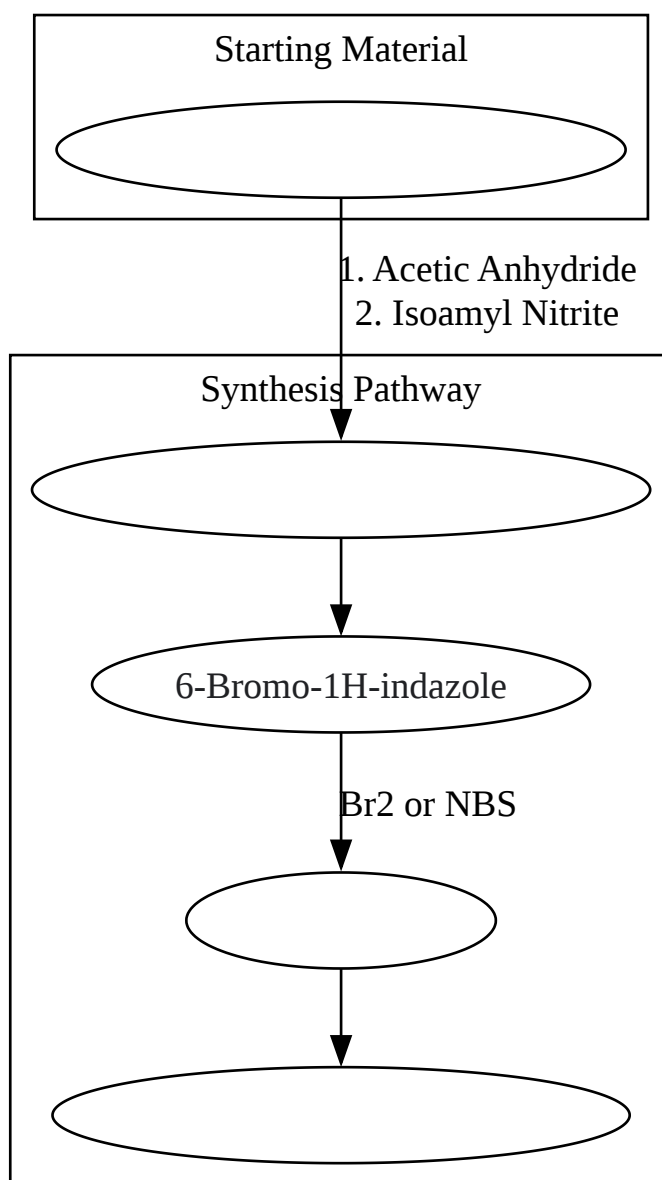 Starting Material
1. Acetic Anhydride
2. Isoamyl Nitrite
Synthesis Pathway
6-Bromo-1H-indazole
Br2 or NBS